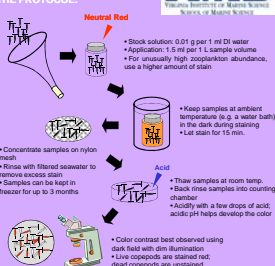 THE PROTOCOL:
VIRGINIA INSTITUTE OF MARINE SCIENCE
SCHOOL OF MARINE SCIENCE
Neutral Red
• Stock solution: 0.01 g per 1 ml DI water
• Application: 1.5 ml per 1 L sample volume
• For unusually high zooplankton abundance,
use a higher amount of stain
• Keep samples at ambient
temperature (e.g. a water bath)
in the dark during staining
• Let stain for 15 min.
• Concentrate samples on nylon
mesh
• Rinse with filtered seawater to
remove excess stain
• Samples can be kept in
freezer for up to 3 months
Acid
• Thaw samples at room temp.
• Back rinse samples into counting
chamber
• Acidify with a few drops of acid;
acidic pH helps develop the color
• Color contrast best observed using
dark field with dim illumination
• Live copepods are stained red;
dead copepods are unstained